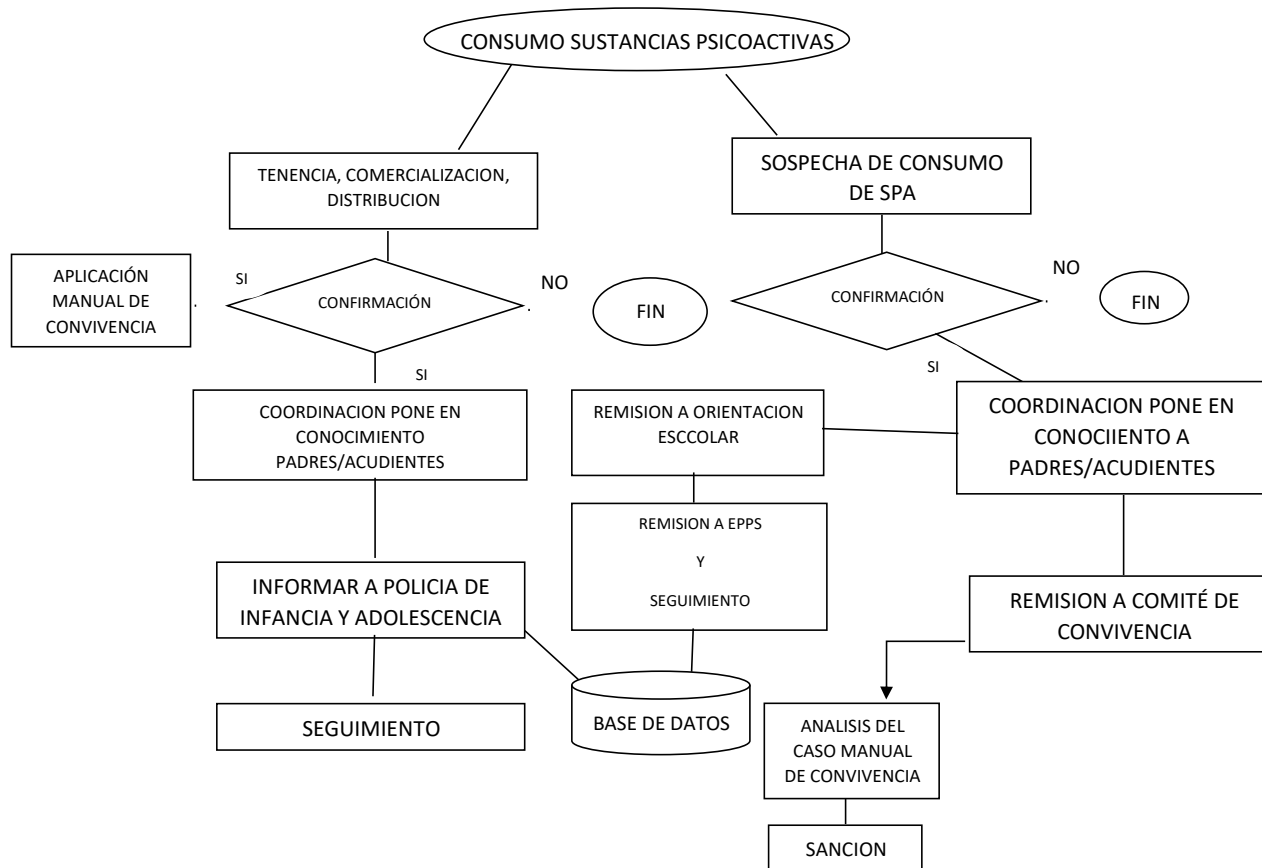 CONSUMO SUSTANCIAS PSICOACTIVAS
TENENCIA, COMERCIALIZACION,
DISTRIBUCION
SOSPECHA DE CONSUMO
DE SPA
APLICACIÓN
MANUAL DE
CONVIVENCIA
SI
CONFIRMACIÓN
NO
FIN
CONFIRMACIÓN
NO
FIN
SI
SI
COORDINACION PONE EN
CONOCIMIENTO
PADRES/ACUDIENTES
REMISION A ORIENTACION
ESCCOLAR
COORDINACION PONE EN
CONOCIIENTO A
PADRES/ACUDIENTES
REMISION A EPPS
Y
SEGUIMIENTO
INFORMAR A POLICIA DE
INFANCIA Y ADOLESCENCIA
REMISION A COMITÉ DE
CONVIVENCIA
SEGUIMIENTO
BASE DE DATOS
ANALISIS DEL
CASO MANUAL
DE CONVIVENCIA
SANCION